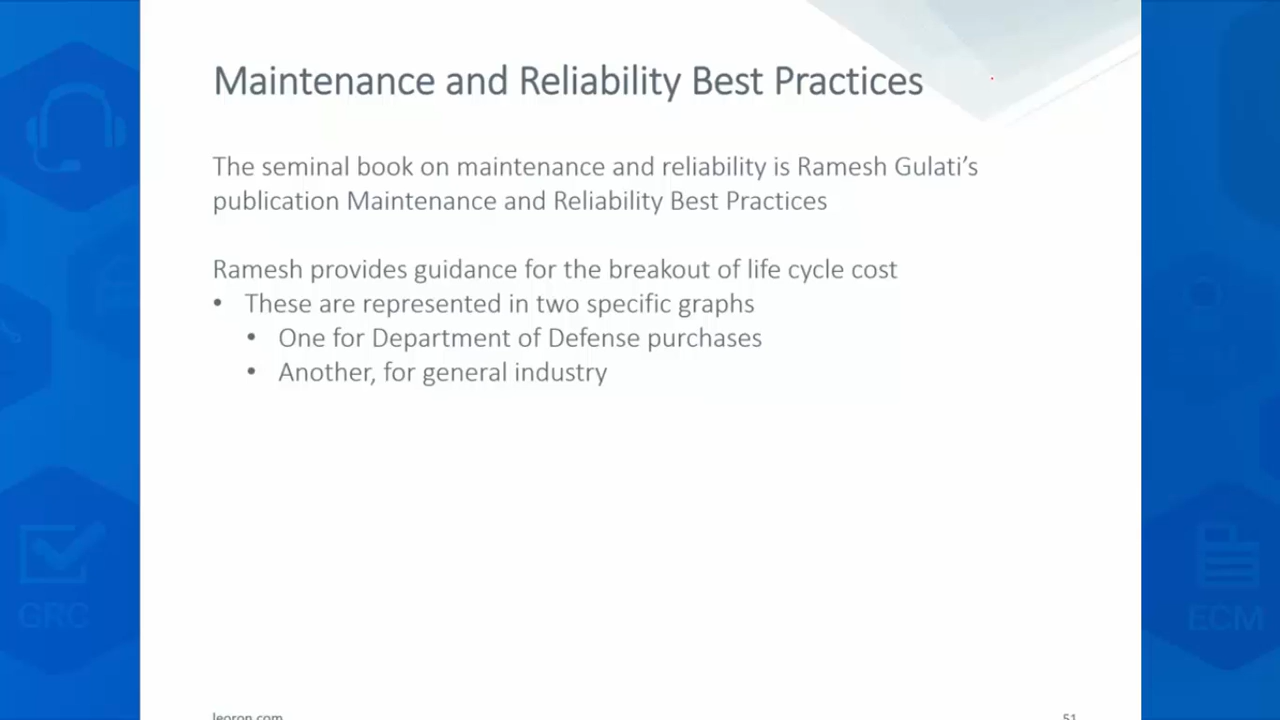 Maintenance and Reliability Best Practices
The seminal book on maintenance and reliability is Ramesh Gulati’s
publication Maintenance and Reliability Best Practices
Ramesh provides guidance for the breakout of life cycle cost
• These are represented in two specific graphs
• One for Department of Defense purchases
• Another, for general industry
GRC
ECM
leoron.com
51